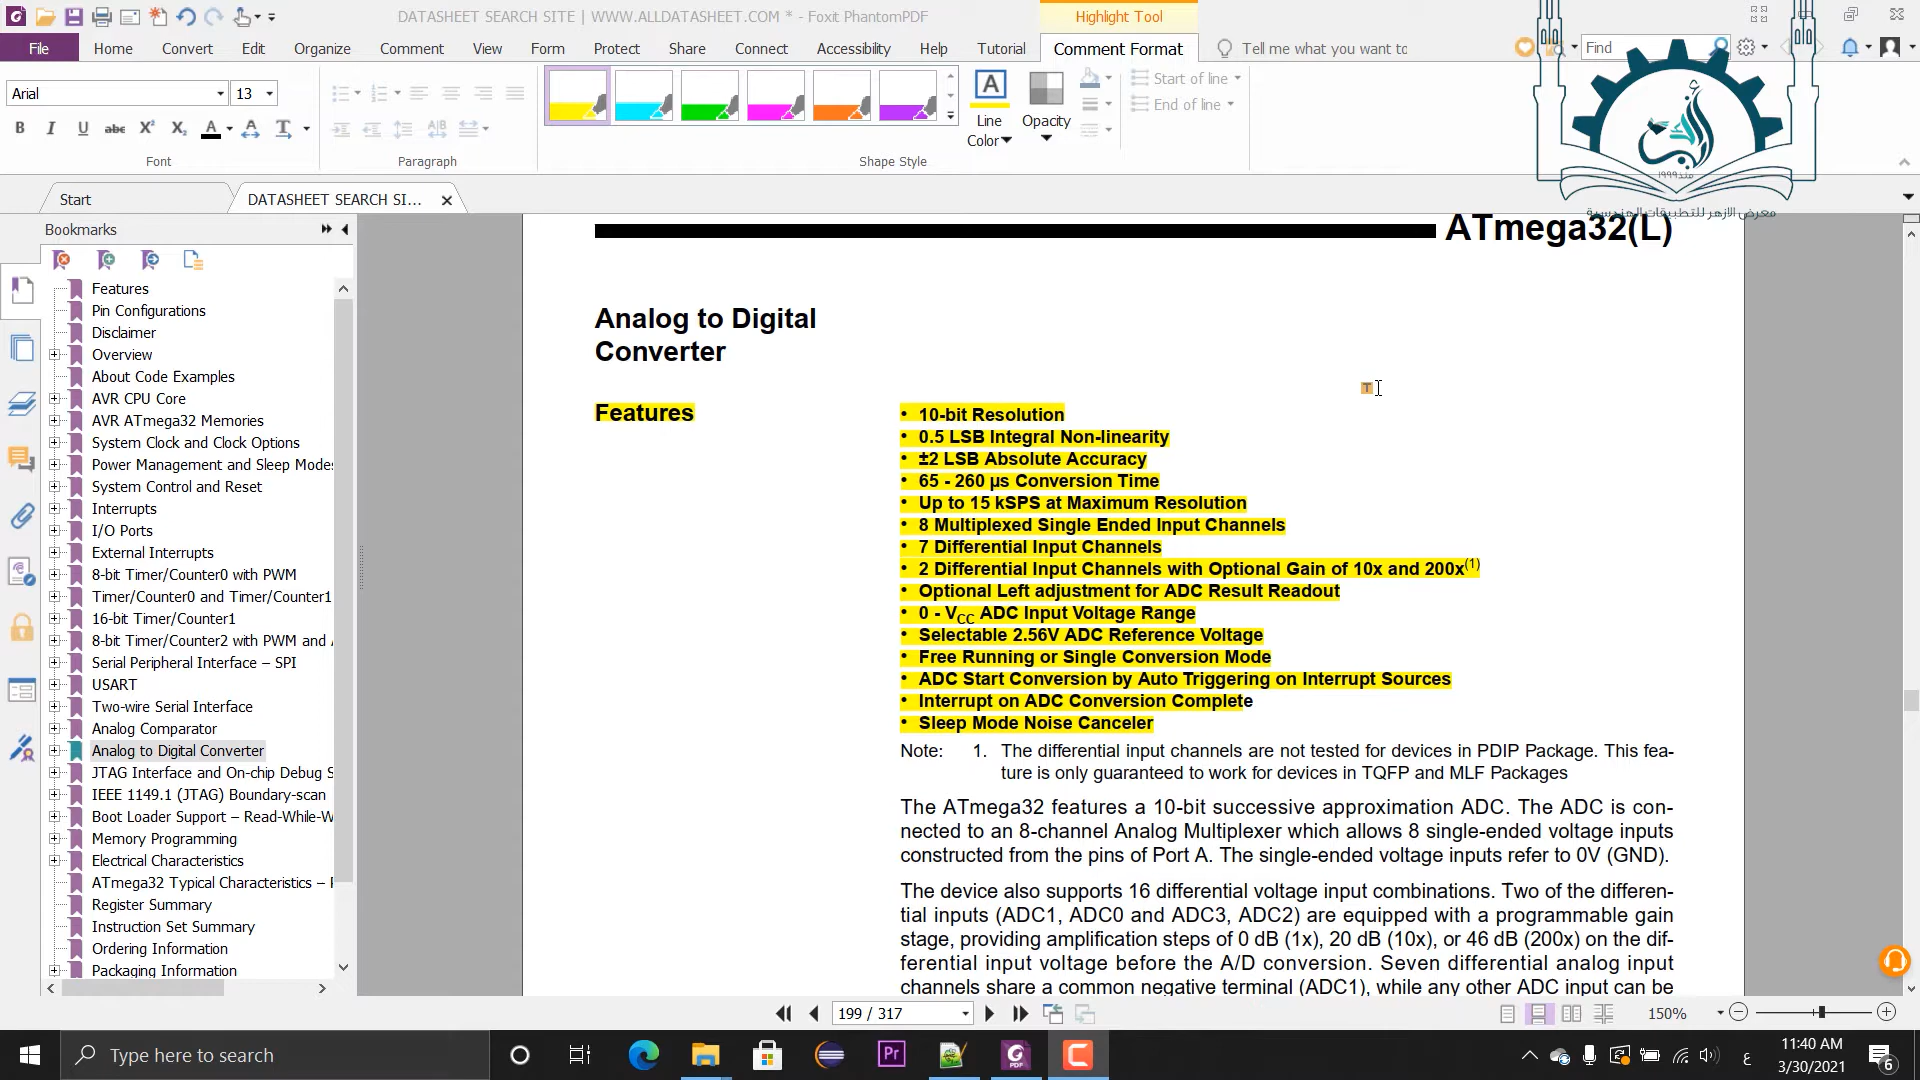 DATASHEET SEARCH SITE | WWW.ALLDATASHEET.COM * - Foxit PhantomPDF
Highlight Tool
File
Home
Convert
Edit
Organize
Comment
View
Form
Protect
Share
Connect
Accessibility
Help
Tutorial
Comment Format
Tell me what you want to
Find
Arial
13
Font
Paragraph
Shape Style
Line
Color
Opacity
Start of line
End of line
معرض الازهر للتطبيقات الهندسية
Start
DATASHEET SEARCH SI...
Bookmarks
Features
Pin Configurations
Disclaimer
Overview
About Code Examples
AVR CPU Core
AVR ATmega32 Memories
System Clock and Clock Options
Power Management and Sleep Modes
System Control and Reset
Interrupts
I/O Ports
External Interrupts
8-bit Timer/Counter0 with PWM
Timer/Counter0 and Timer/Counter1
16-bit Timer/Counter1
8-bit Timer/Counter2 with PWM and
Serial Peripheral Interface – SPI
USART
Two-wire Serial Interface
Analog Comparator
Analog to Digital Converter
JTAG Interface and On-chip Debug S
IEEE 1149.1 (JTAG) Boundary-scan
Boot Loader Support – Read-While-W
Memory Programming
Electrical Characteristics
ATmega32 Typical Characteristics –
Register Summary
Instruction Set Summary
Ordering Information
Packaging Information
ATmega32(L)
Analog to Digital
Converter
Features
• 10-bit Resolution
• 0.5 LSB Integral Non-linearity
• ±2 LSB Absolute Accuracy
• 65 - 260 µs Conversion Time
• Up to 15 kSPS at Maximum Resolution
• 8 Multiplexed Single Ended Input Channels
• 7 Differential Input Channels
• 2 Differential Input Channels with Optional Gain of 10x and 200x(1)
• Optional Left adjustment for ADC Result Readout
• 0 - VCC ADC Input Voltage Range
• Selectable 2.56V ADC Reference Voltage
• Free Running or Single Conversion Mode
• ADC Start Conversion by Auto Triggering on Interrupt Sources
• Interrupt on ADC Conversion Complete
• Sleep Mode Noise Canceler
Note: 1. The differential input channels are not tested for devices in PDIP Package. This fea-
ture is only guaranteed to work for devices in TQFP and MLF Packages
The ATmega32 features a 10-bit successive approximation ADC. The ADC is con-
nected to an 8-channel Analog Multiplexer which allows 8 single-ended voltage inputs
constructed from the pins of Port A. The single-ended voltage inputs refer to 0V (GND).
The device also supports 16 differential voltage input combinations. Two of the differen-
tial inputs (ADC1, ADC0 and ADC3, ADC2) are equipped with a programmable gain
stage, providing amplification steps of 0 dB (1x), 20 dB (10x), or 46 dB (200x) on the dif-
ferential input voltage before the A/D conversion. Seven differential analog input
channels share a common negative terminal (ADC1), while any other ADC input can be
199 / 317
150%
Type here to search
11:40 AM
3/30/2021
ع
6